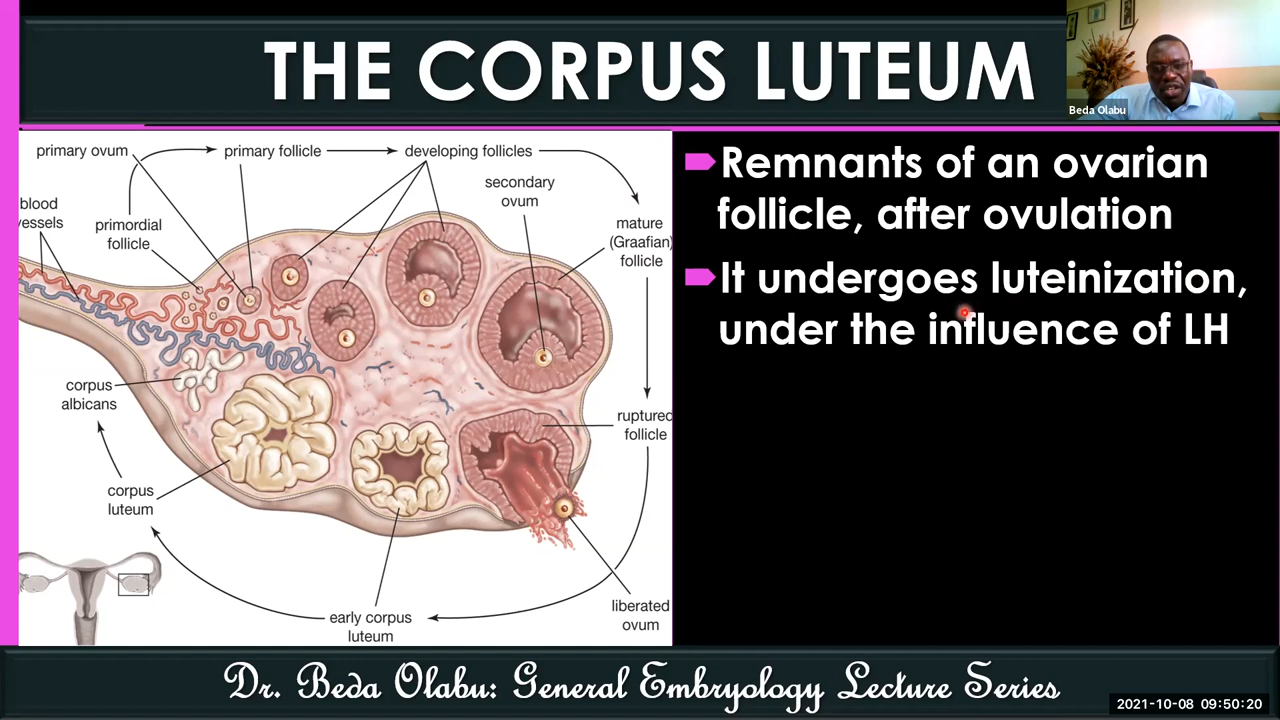 THE CORPUS LUTEUM
Beda Olabu
primary ovum
primary follicle
developing follicles
secondary
ovum
blood
vessels
primordial
follicle
mature
(Graafian)
follicle
corpus
albicans
ruptured
follicle
corpus
luteum
early corpus
luteum
liberated
ovum
Remnants of an ovarian
follicle, after ovulation
It undergoes luteinization,
under the influence of LH
Dr. Beda Olabu: General Embryology Lecture Series
2021-10-08 09:50:20